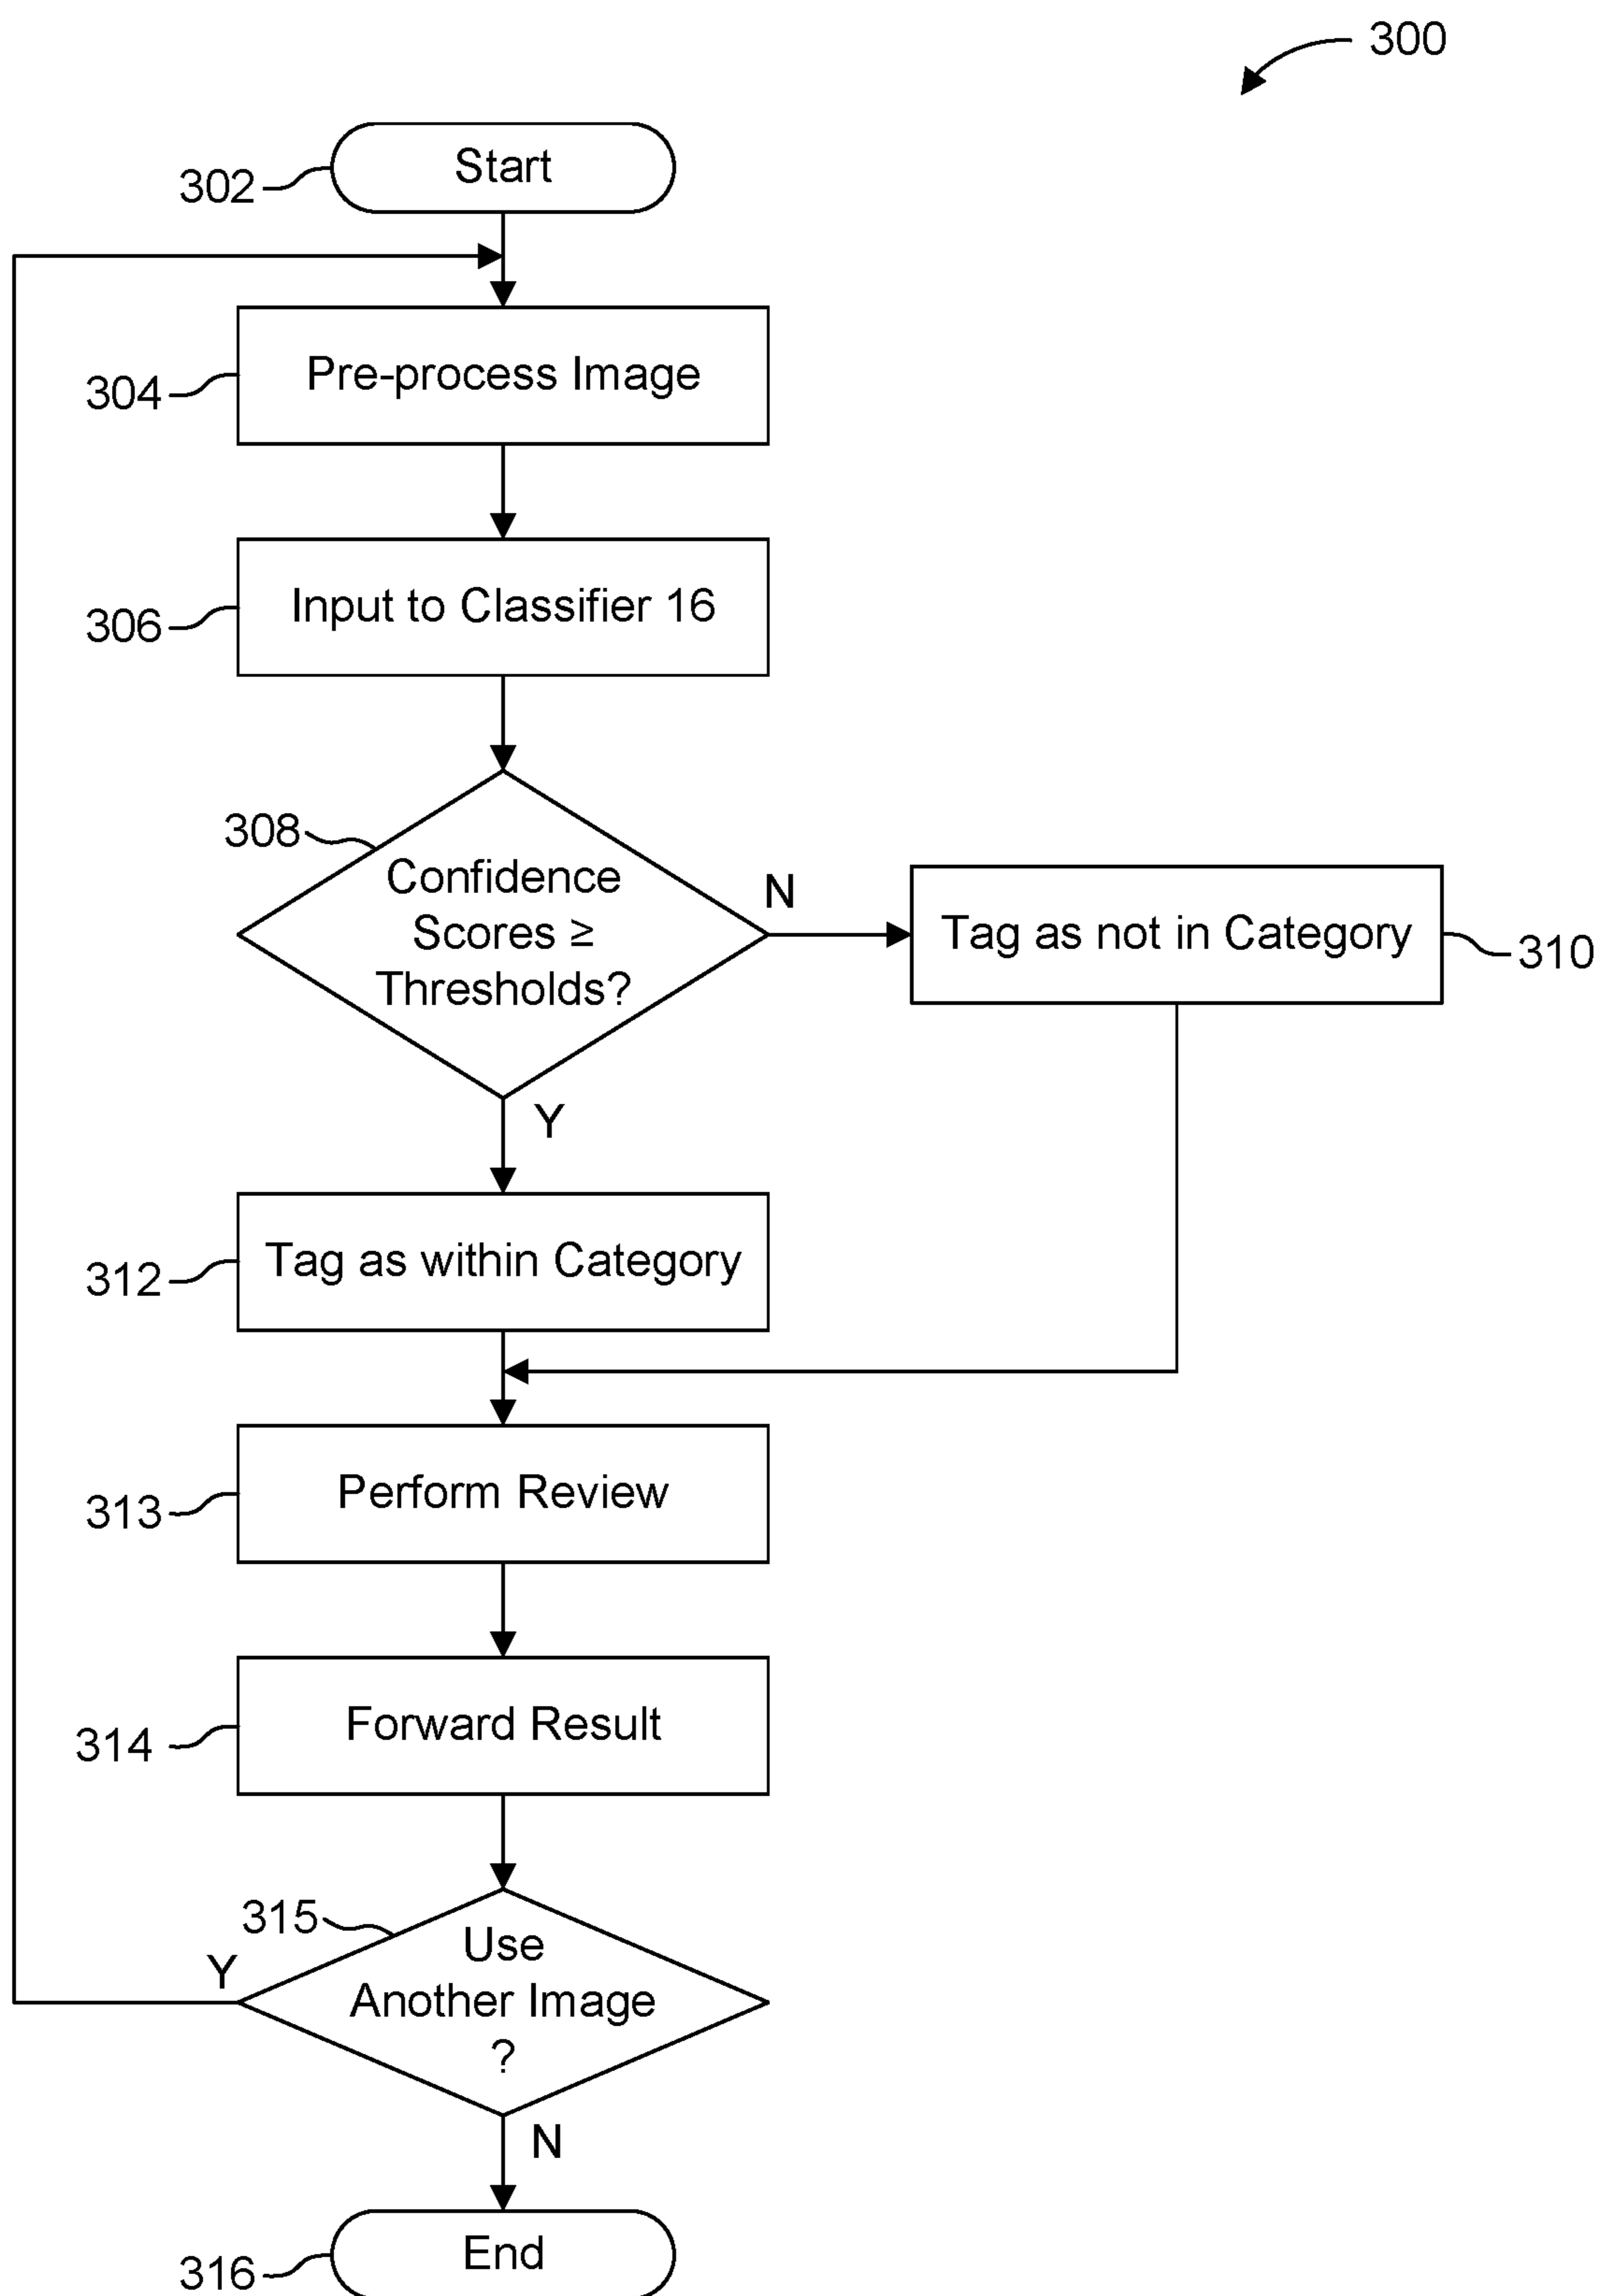 300
302
Start
304
Pre-process Image
306
Input to Classifier 16
308
Confidence
Scores ≥
Thresholds?
N
Tag as not in Category
310
Y
312
Tag as within Category
313
Perform Review
314
Forward Result
315
Use
Another Image
?
Y
N
316
End